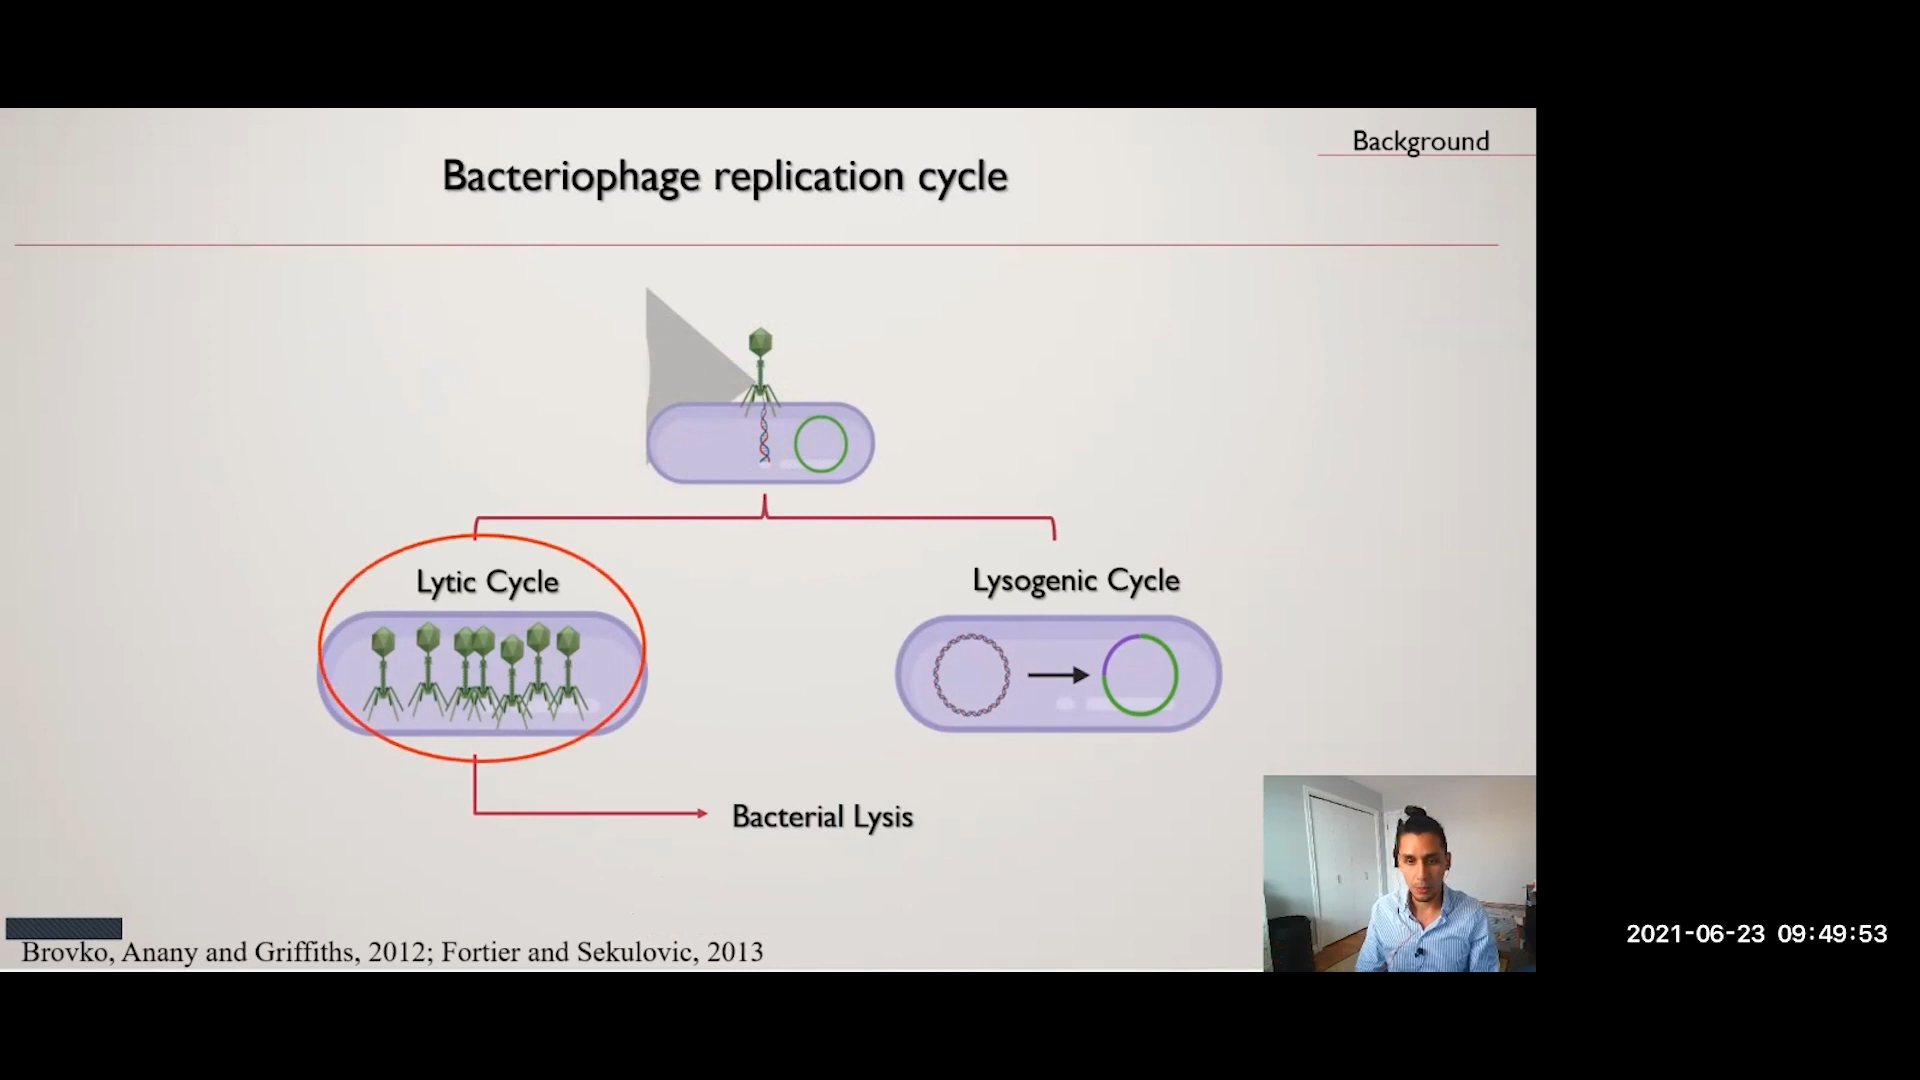 Background
Bacteriophage replication cycle
Lytic Cycle
Lysogenic Cycle
Bacterial Lysis
Brovko, Anany and Griffiths, 2012; Fortier and Sekulovic, 2013
2021-06-23 09:49:53